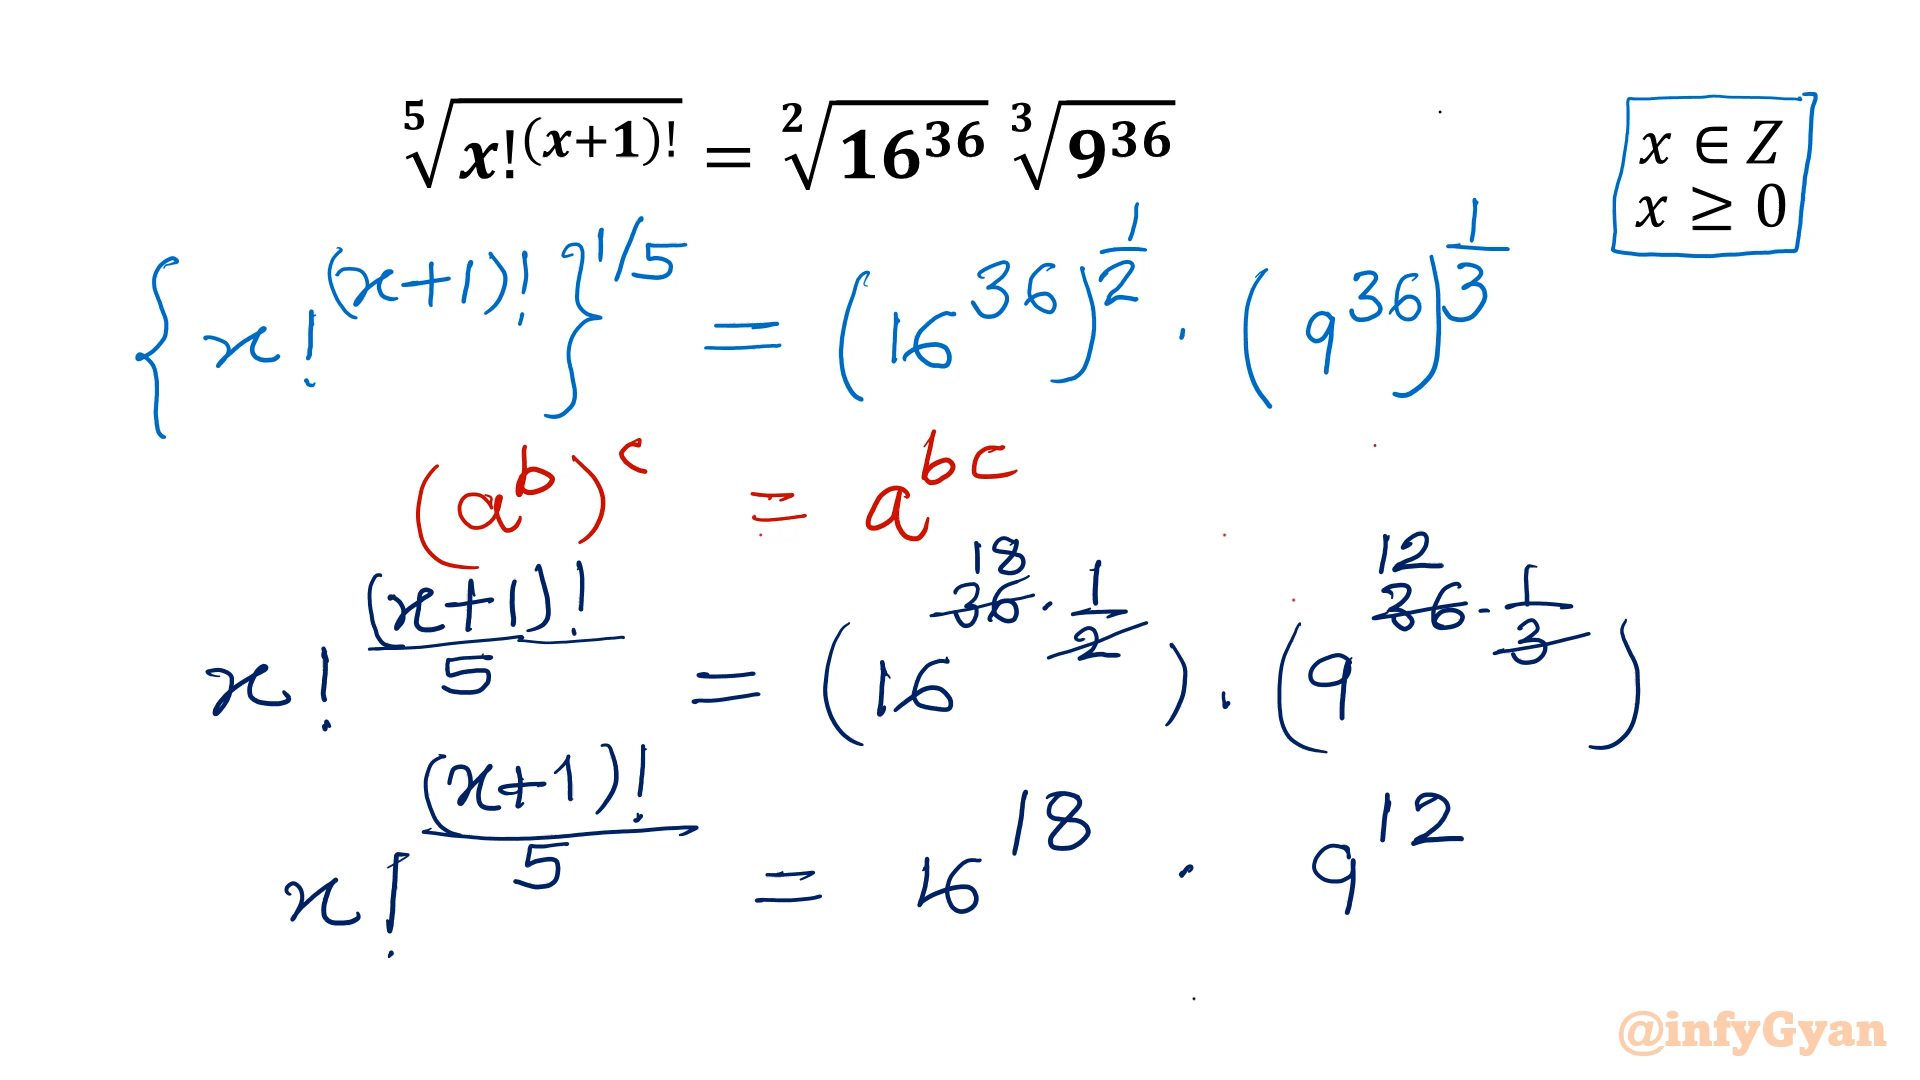 ⁵√(x!^(x+1)!) = ²√(16³⁶) ³√(9³⁶)
x ∈ Z
x ≥ 0
{x!^(x+1)!}^1/5 = (16³⁶)^(1/2) · (9³⁶)^(1/3)
(a^b)^c = a^bc
x!^((x+1)!/5) = (16^(36 · 1/2)) · (9^(36 · 1/3))
18 12
x!^((x+1)!/5) = 16¹⁸ · 9¹²
@infyGyan